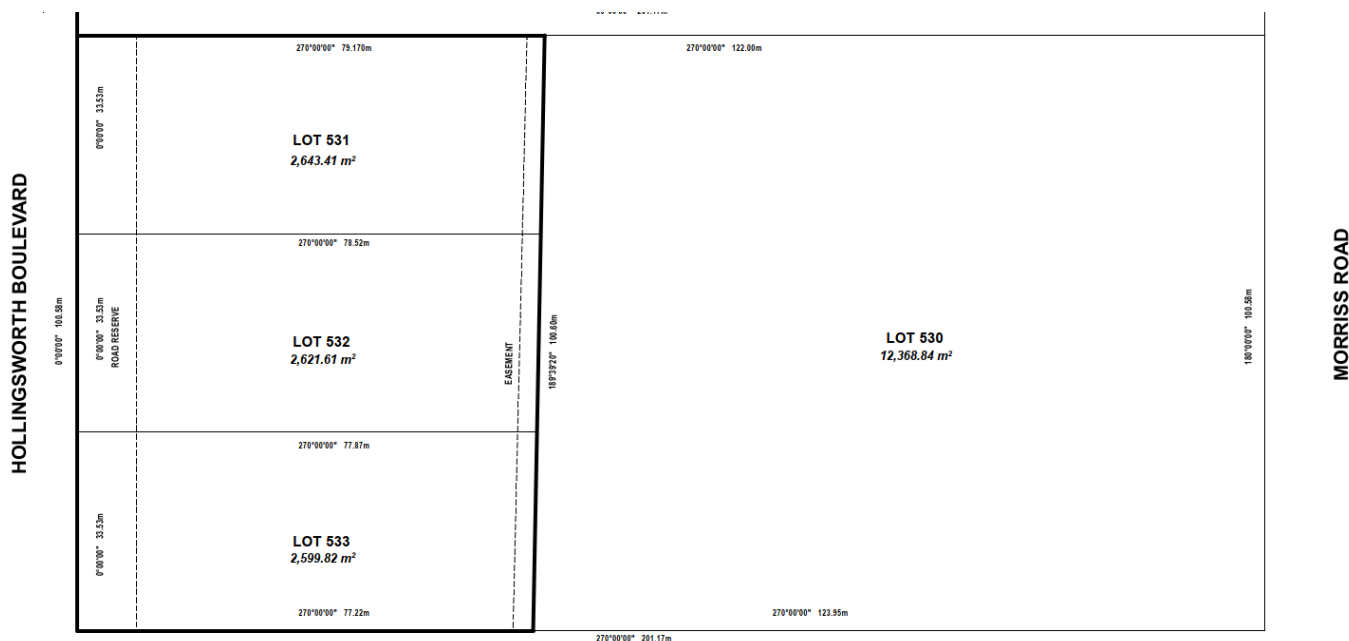 270°00'00" 79.170m
270°00'00" 122.00m
0°00'00" 33.53m
LOT 531
2,643.41 m²
HOLLINGSWORTH BOULEVARD
270°00'00" 78.52m
0°00'00" 100.58m
0°00'00" 33.53m
ROAD RESERVE
LOT 532
2,621.61 m²
EASEMENT
189°39'20" 100.60m
LOT 530
12,368.84 m²
180°00'00" 100.58m
MORRISS ROAD
270°00'00" 77.87m
0°00'00" 33.53m
LOT 533
2,599.82 m²
270°00'00" 77.22m
270°00'00" 123.95m
270°00'00" 201.17m